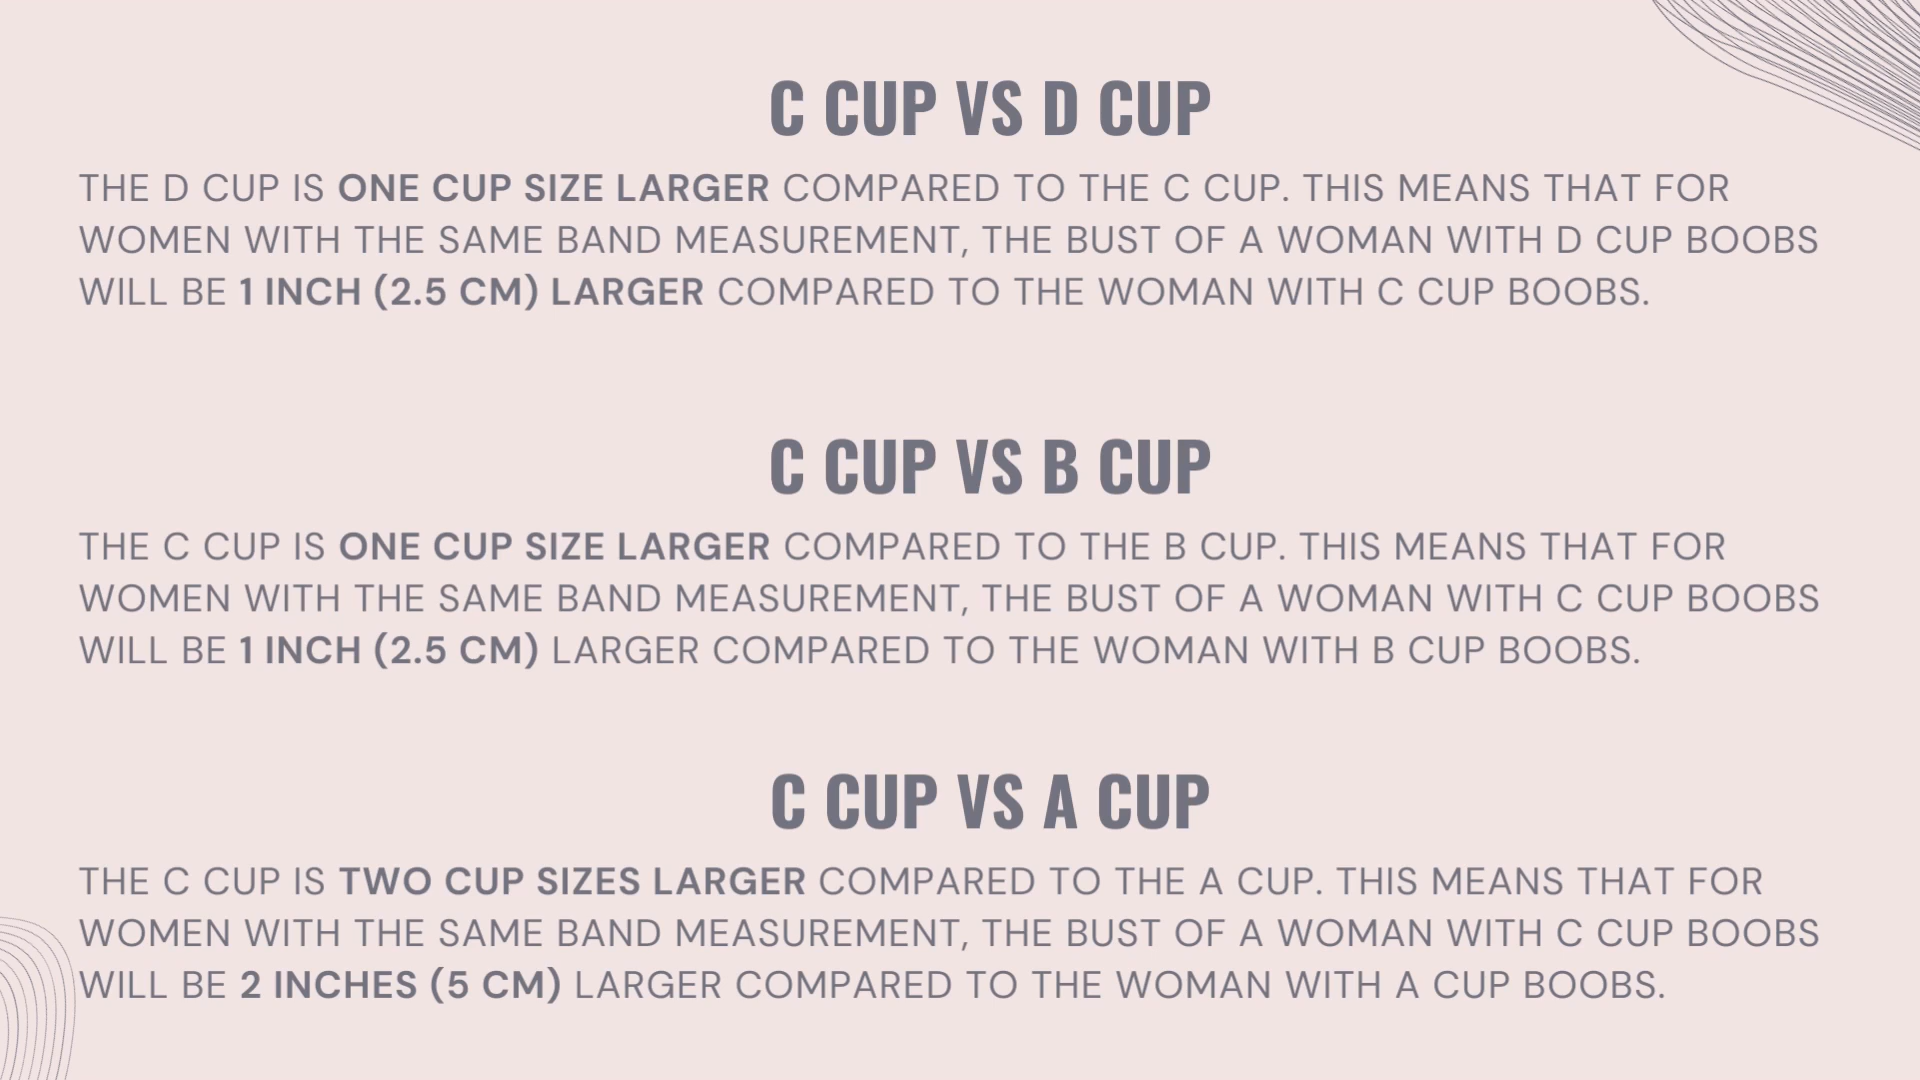 C CUP VS D CUP
THE D CUP IS ONE CUP SIZE LARGER COMPARED TO THE C CUP. THIS MEANS THAT FOR
WOMEN WITH THE SAME BAND MEASUREMENT, THE BUST OF A WOMAN WITH D CUP BOOBS
WILL BE 1 INCH (2.5 CM) LARGER COMPARED TO THE WOMAN WITH C CUP BOOBS.
C CUP VS B CUP
THE C CUP IS ONE CUP SIZE LARGER COMPARED TO THE B CUP. THIS MEANS THAT FOR
WOMEN WITH THE SAME BAND MEASUREMENT, THE BUST OF A WOMAN WITH C CUP BOOBS
WILL BE 1 INCH (2.5 CM) LARGER COMPARED TO THE WOMAN WITH B CUP BOOBS.
C CUP VS A CUP
THE C CUP IS TWO CUP SIZES LARGER COMPARED TO THE A CUP. THIS MEANS THAT FOR
WOMEN WITH THE SAME BAND MEASUREMENT, THE BUST OF A WOMAN WITH C CUP BOOBS
WILL BE 2 INCHES (5 CM) LARGER COMPARED TO THE WOMAN WITH A CUP BOOBS.